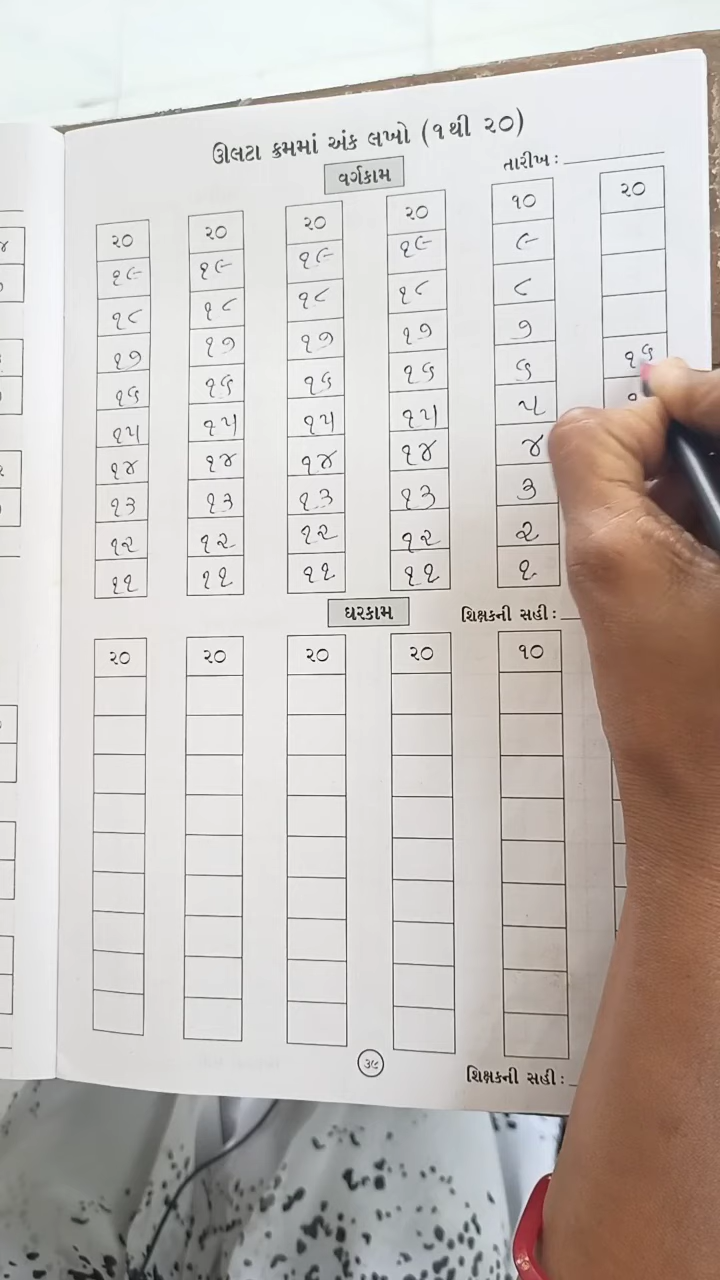 ઊલટા ક્રમમાં અંક લખો (૧થી ૨૦)
વર્ગકામ
તારીખ :
૨૦ ૨૦ ૨૦ ૨૦ ૧૦ ૨૦
૧૯ ૧૯ ૧૯ ૧૯ ૯
૧૮ ૧૮ ૧૮ ૧૮ ૮
૧૭ ૧૭ ૧૭ ૧૭ ૭
૧૬ ૧૬ ૧૬ ૧૬ ૬ ૧૬
૧૫ ૧૫ ૧૫ ૧૫ ૫
૧૪ ૧૪ ૧૪ ૧૪ ૪
૧૩ ૧૩ ૧૩ ૧૩ ૩
૧૨ ૧૨ ૧૨ ૧૨ ૨
૧૧ ૧૧ ૧૧ ૧૧ ૧
ઘરકામ
શિક્ષકની સહી :
૨૦ ૨૦ ૨૦ ૨૦ ૧૦
૩૯
શિક્ષકની સહી :